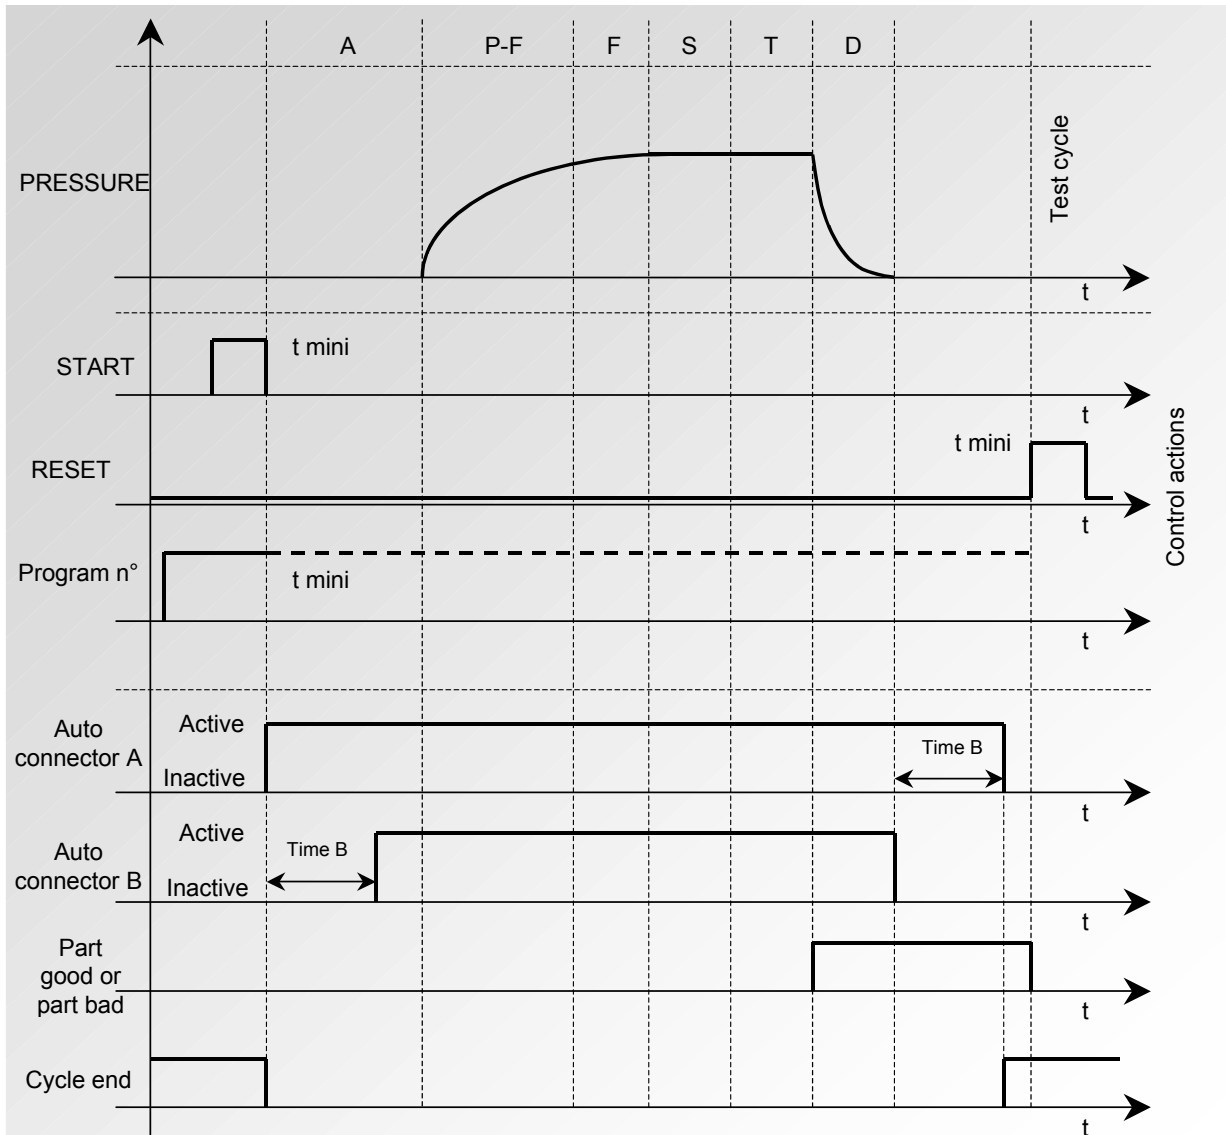 A P-F F S T D
PRESSURE
Test cycle
t
START
t mini
t
RESET
t mini
t
Control actions
Program n°
t mini
t
Auto
connector A
Active
Inactive
Time B
t
Auto
connector B
Active
Inactive
Time B
t
Part
good or
part bad
t
Cycle end
t